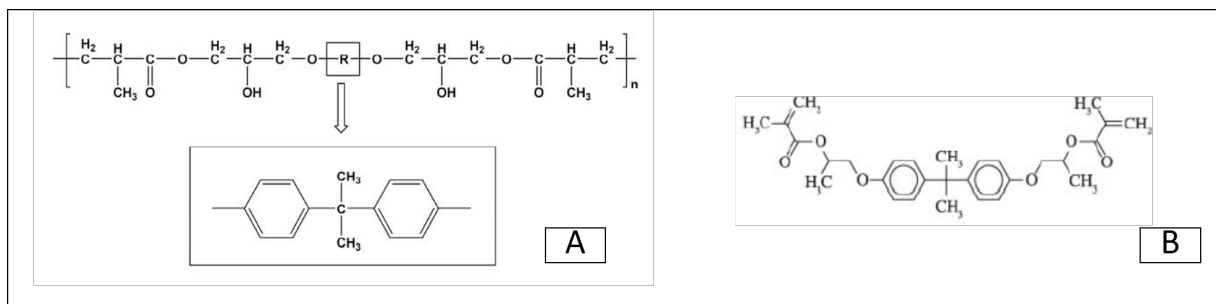 H2 H H2 H H2 H2 H H2 H H2
C C C O C C C O R O C C C O C C C
CH3 O OH OH O CH3 n
CH3
C
CH3
A
CH2 CH3 H3C
H3C CH2
O O
O CH3 O
H3C O O CH3
CH3
B